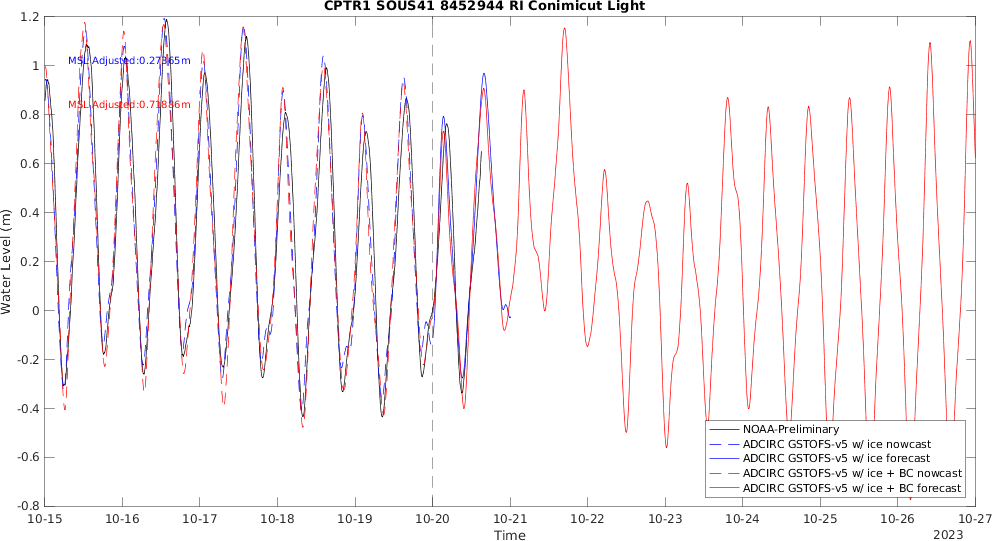 CPTR1 SOUS41 8452944 RI Conimicut Light
1.2
1
0.8
0.6
0.4
0.2
0
-0.2
-0.4
-0.6
-0.8
Water Level (m)
MSL Adjusted:0.27365m
MSL Adjusted:0.71886m
NOAA-Preliminary
ADCIRC GSTOFS-v5 w/ ice nowcast
ADCIRC GSTOFS-v5 w/ ice forecast
ADCIRC GSTOFS-v5 w/ ice + BC nowcast
ADCIRC GSTOFS-v5 w/ ice + BC forecast
10-15 10-16 10-17 10-18 10-19 10-20 10-21 10-22 10-23 10-24 10-25 10-26 10-27
Time
2023